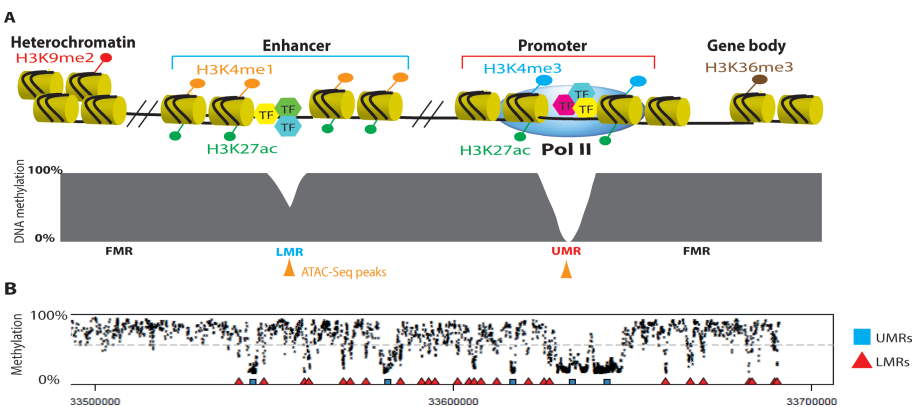 A
Heterochromatin
Enhancer
Promoter
Gene body
H3K9me2
H3K4me1
H3K4me3
H3K36me3
TF
TF
TF
TF
TF
TF
H3K27ac
H3K27ac
Pol II
DNA methylation
100%
0%
FMR
LMR
UMR
FMR
ATAC-Seq peaks
B
Methylation
100%
0%
UMRs
LMRs
33500000
33600000
33700000